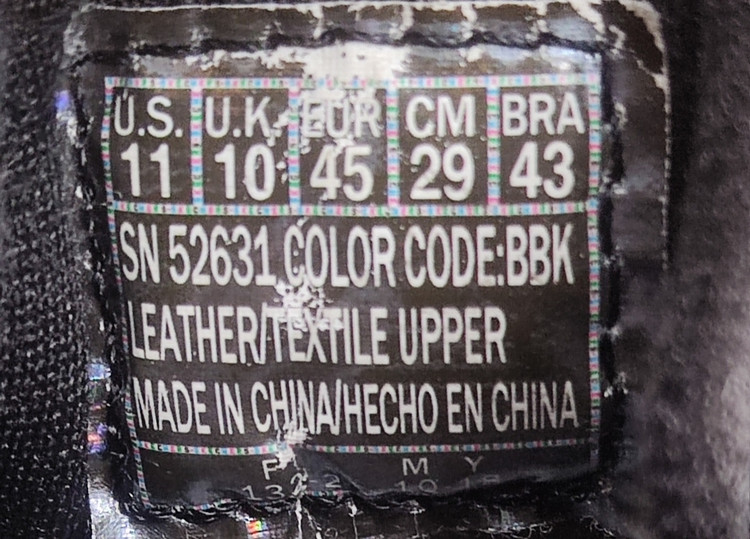 U.S. U.K. EUR CM BRA
11 10 45 29 43
SN 52631 COLOR CODE:BBK
LEATHER/TEXTILE UPPER
MADE IN CHINA/HECHO EN CHINA
M Y